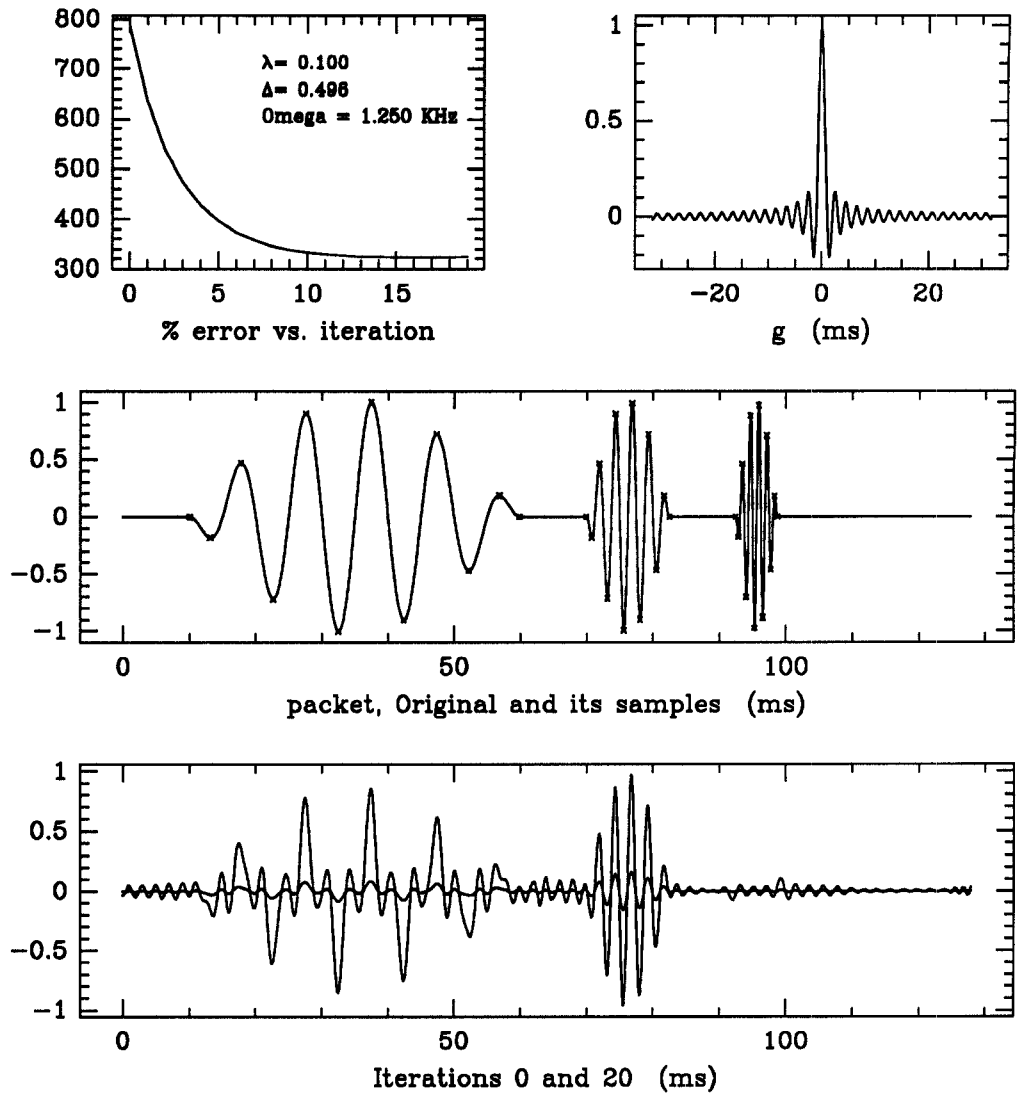 800
700
600
500
400
300
λ= 0.100
Δ= 0.496
Omega = 1.250 KHz
0 5 10 15
% error vs. iteration
1
0.5
0
−20 0 20
g (ms)
1
0.5
0
−0.5
−1
0 50 100
packet, Original and its samples (ms)
1
0.5
0
−0.5
−1
0 50 100
Iterations 0 and 20 (ms)